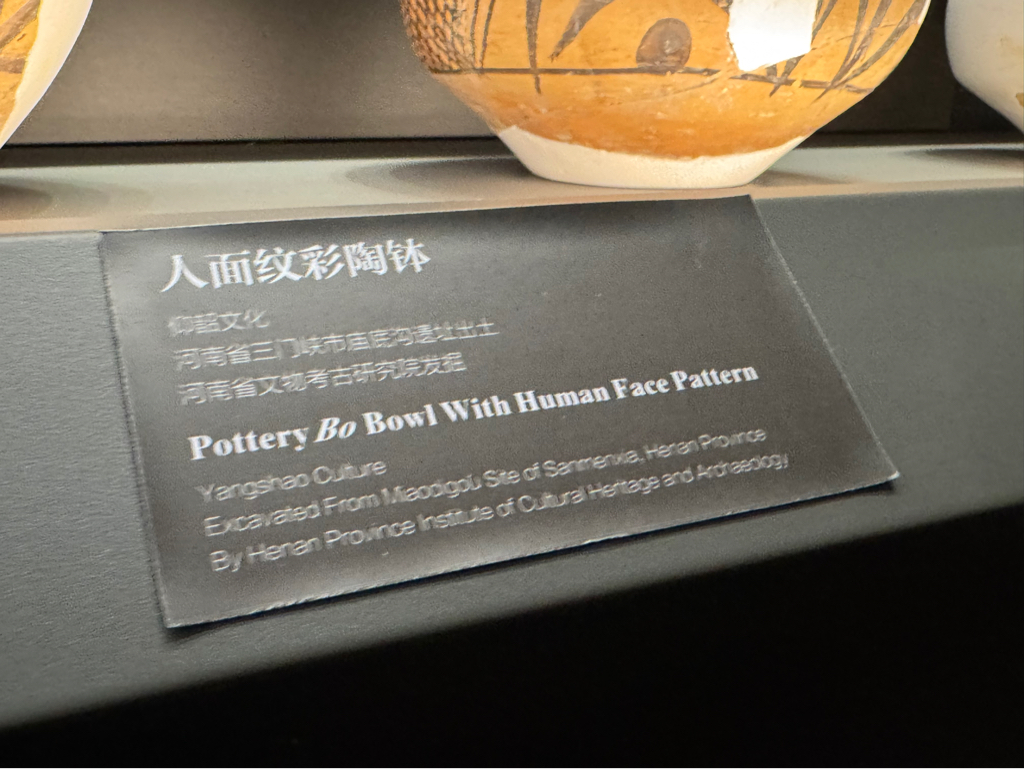 人面纹彩陶钵
仰韶文化
河南省三门峡市庙底沟遗址出土
河南省文物考古研究院发掘
Pottery Bo Bowl With Human Face Pattern
Yangshao Culture
Excavated From Miaodigou Site of Sanmenxia, Henan Province
By Henan Province Institute of Cultural Heritage and Archaeology